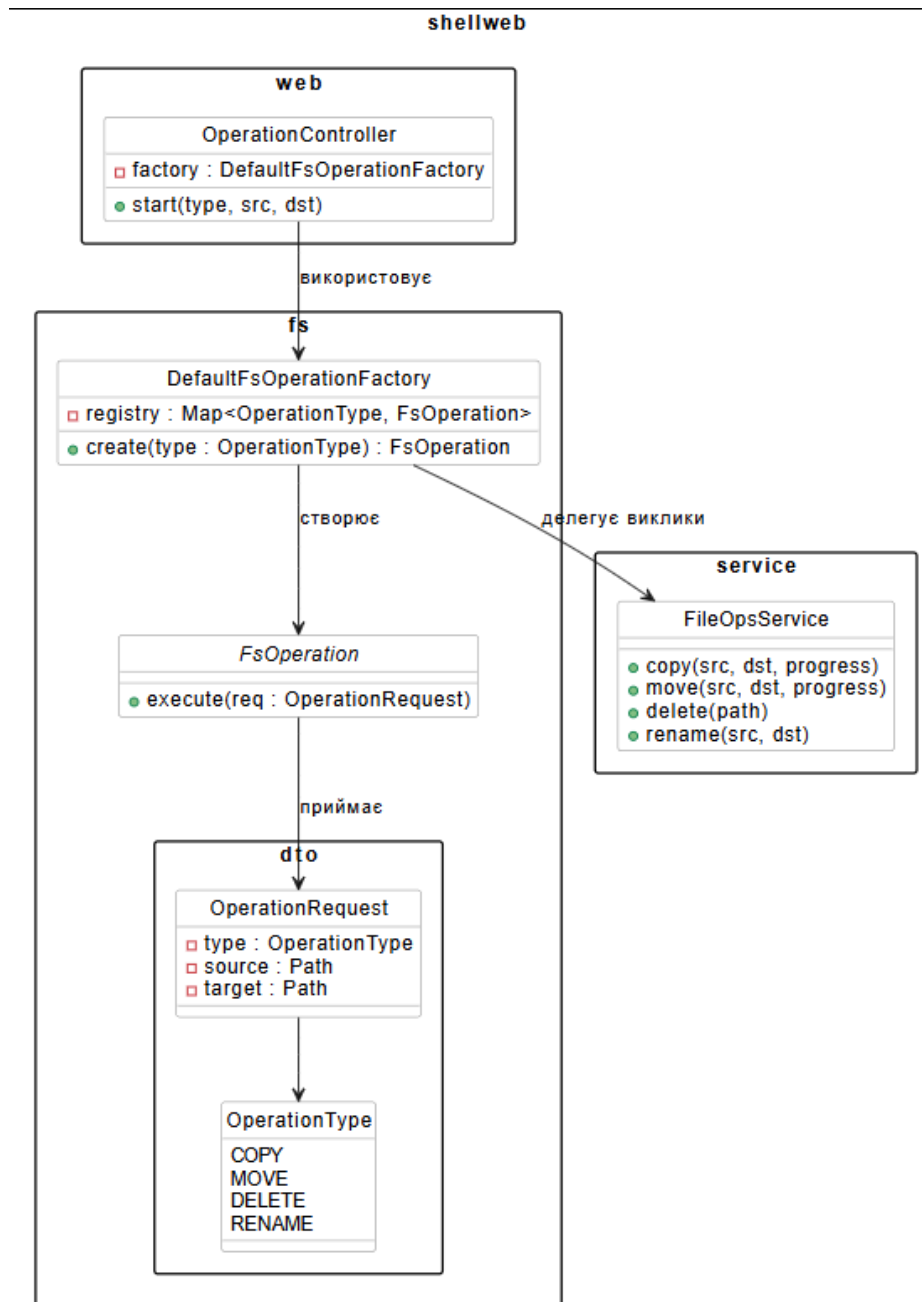 shellweb
web
OperationController
factory : DefaultFsOperationFactory
start(type, src, dst)
використовує
fs
DefaultFsOperationFactory
registry : Map<OperationType, FsOperation>
create(type : OperationType) : FsOperation
створює
делегує виклики
service
FileOpsService
copy(src, dst, progress)
move(src, dst, progress)
delete(path)
rename(src, dst)
FsOperation
execute(req : OperationRequest)
приймає
dto
OperationRequest
type : OperationType
source : Path
target : Path
OperationType
COPY
MOVE
DELETE
RENAME